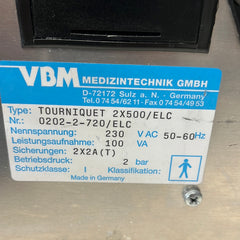 VBM MEDIZINTECHNIK GMBH
D-72172 Sulz a. N. - Germany
Tel.0 74 54/62 11-Fax 0 74 54/49 53
Type: TOURNIQUET 2X500/ELC
Nr.: 0202-2-720/ELC
Nennspannung: 230 V AC 50-60Hz
Leistungsaufnahme: 100 VA
Sicherungen: 2X2A(T)
Betriebsdruck: 2 bar
Schutzklasse: I Klassifikation:
Made in Germany